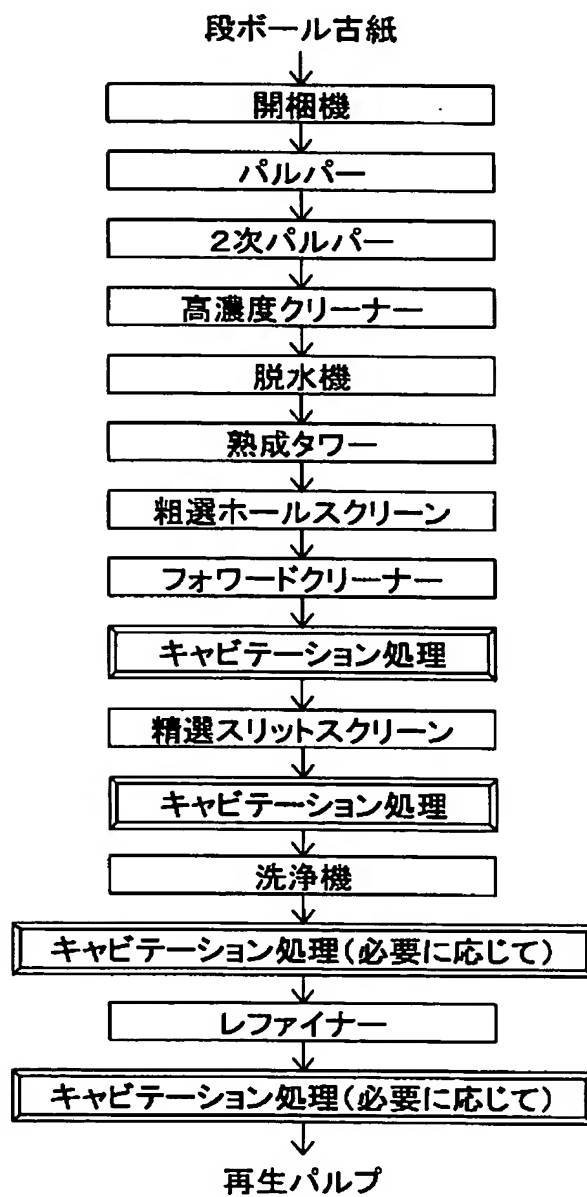 段ボール古紙
開梱機
パルパー
2次パルパー
高濃度クリーナー
脱水機
熟成タワー
粗選ホールスクリーン
フォワードクリーナー
キャビテーション処理
精選スリットスクリーン
キャビテーション処理
洗浄機
キャビテーション処理(必要に応じて)
レファイナー
キャビテーション処理(必要に応じて)
再生パルプ